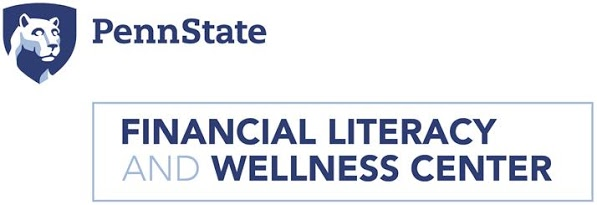 PennState
FINANCIAL LITERACY
AND WELLNESS CENTER